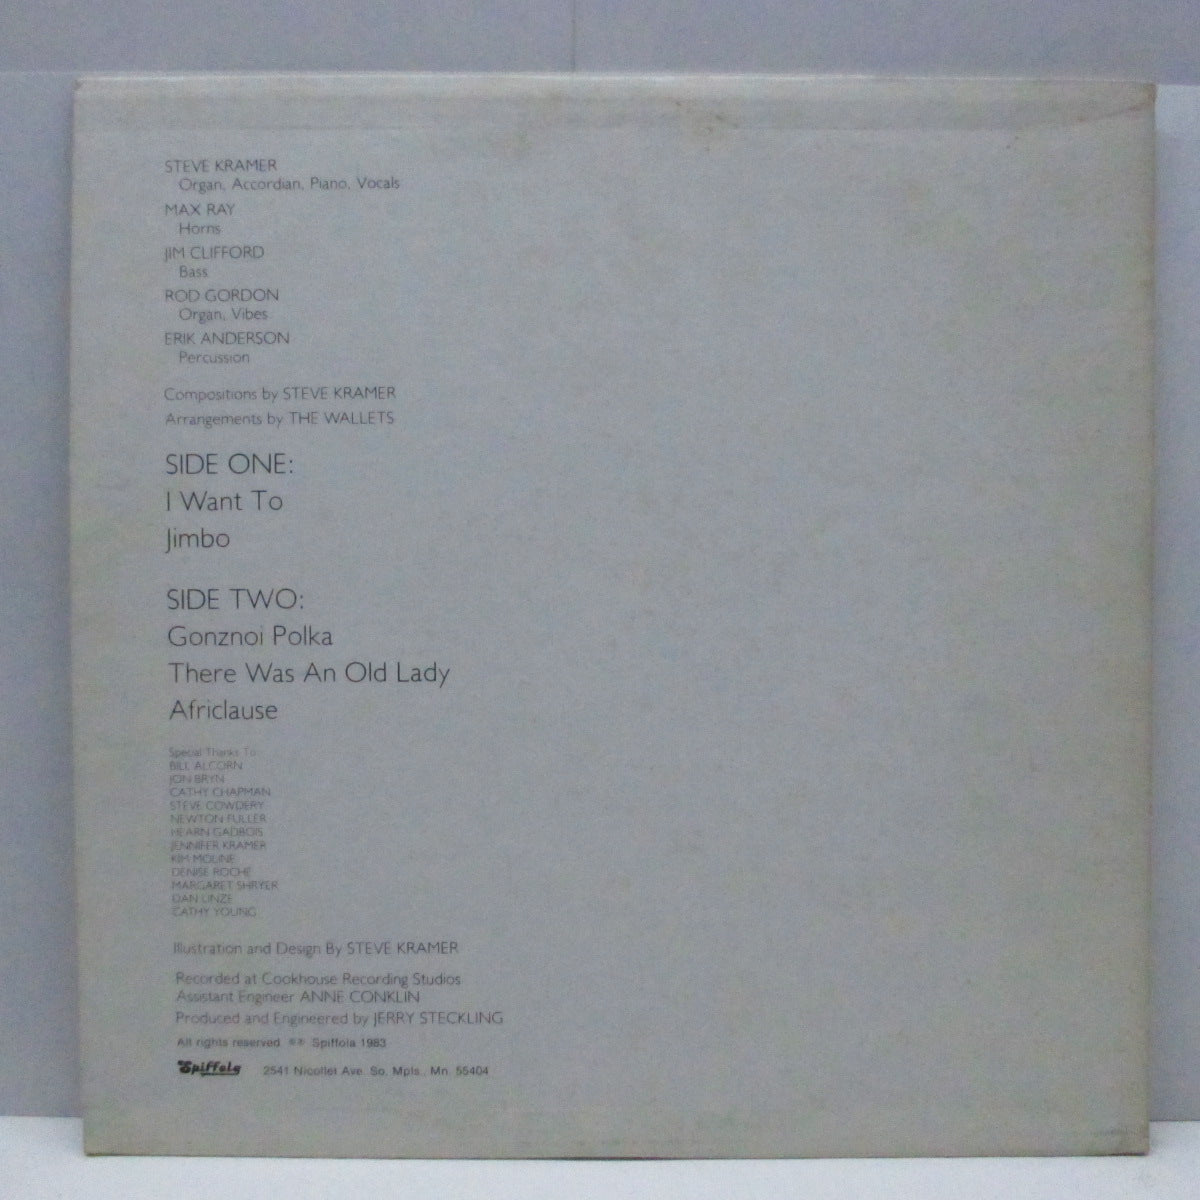 STEVE KRAMER
Organ, Accordian, Piano, Vocals
MAX RAY
Horns
JIM CLIFFORD
Bass
ROD GORDON
Organ, Vibes
ERIK ANDERSON
Percussion
Compositions by STEVE KRAMER
Arrangements by THE WALLETS
SIDE ONE:
I Want To
Jimbo
SIDE TWO:
Gonznoi Polka
There Was An Old Lady
Africlause
Special Thanks To:
BILL ALCORN
JON BRYN
CATHY CHAPMAN
STEVE COWDERY
NEWTON FULLER
HEARN GADBOIS
JENNIFER KRAMER
KIM MOLINE
DENISE ROCHE
MARGARET SHRYER
DAN LINZE
CATHY YOUNG
Illustration and Design By STEVE KRAMER
Recorded at Cookhouse Recording Studios
Assistant Engineer ANNE CONKLIN
Produced and Engineered by JERRY STECKLING
All rights reserved ©℗ Spiffola 1983
Spiffola 2541 Nicollet Ave. So. Mpls., Mn. 55404